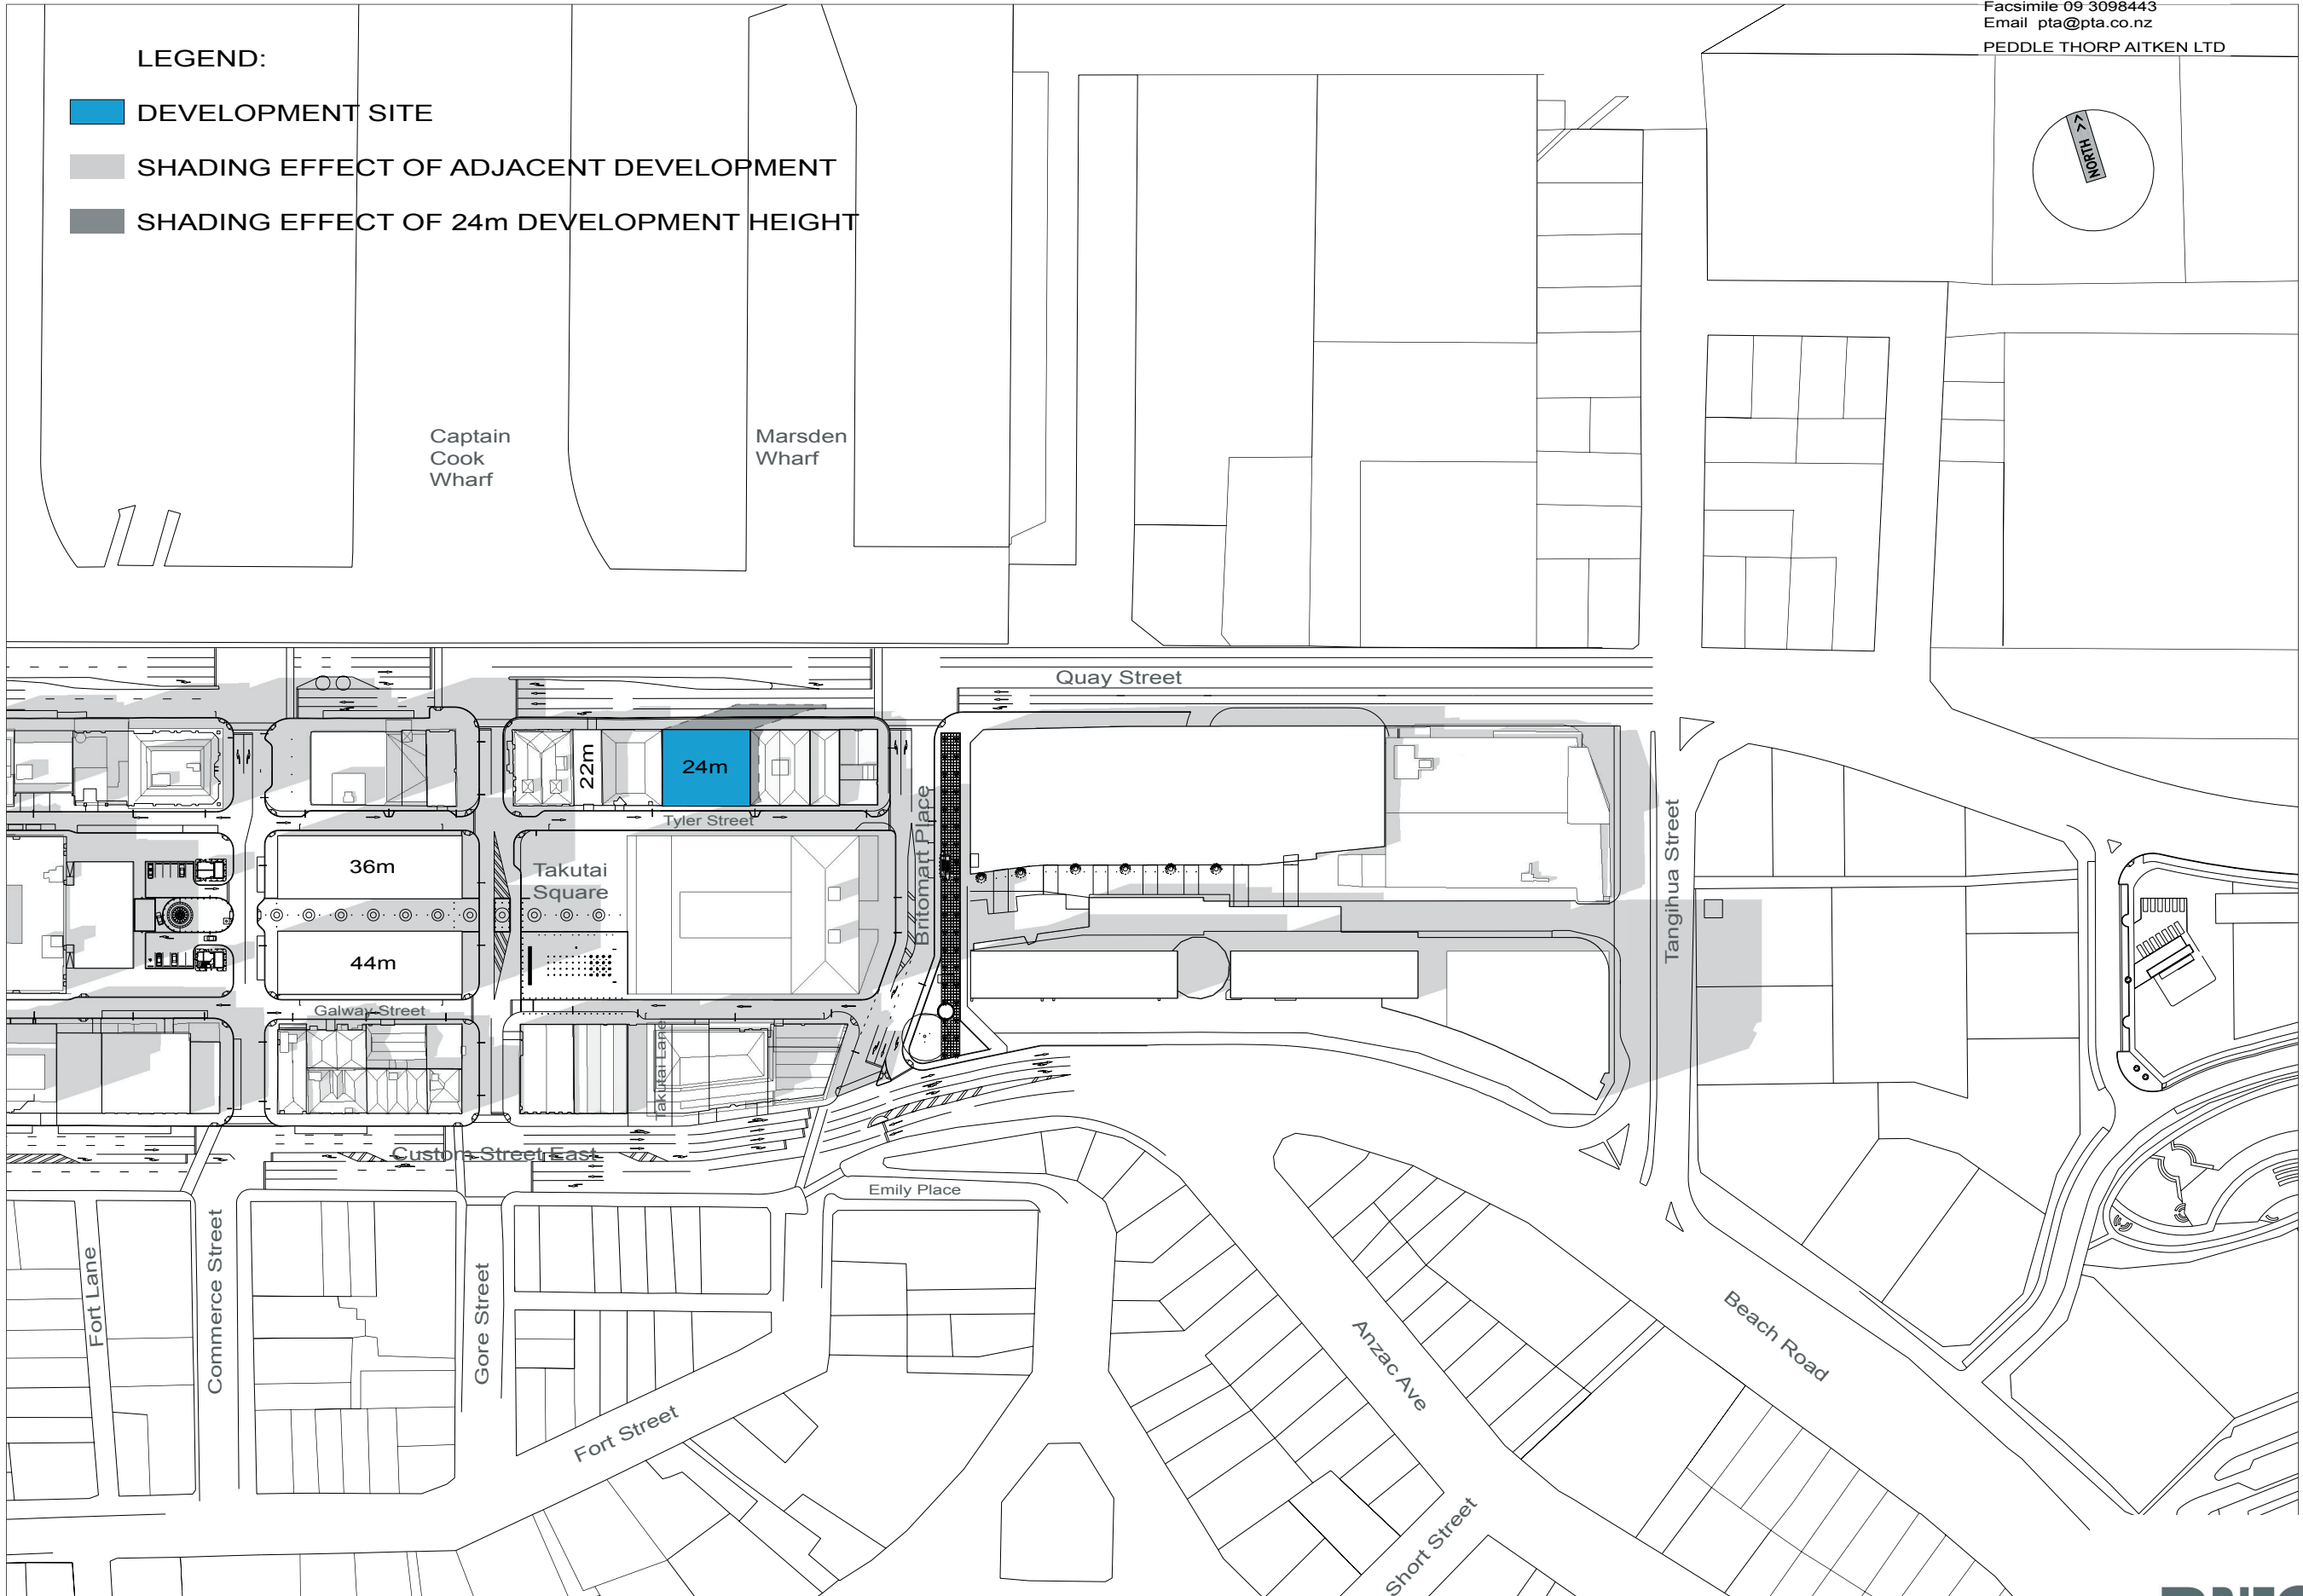 Facsimile 09 3098443
Email pta@pta.co.nz
PEDDLE THORP AITKEN LTD
LEGEND:
DEVELOPMENT SITE
SHADING EFFECT OF ADJACENT DEVELOPMENT
SHADING EFFECT OF 24m DEVELOPMENT HEIGHT
NORTH >>
Captain
Cook
Wharf
Marsden
Wharf
Quay Street
22m
24m
Tyler Street
Britomart Place
Tangihua Street
36m
Takutai
Square
44m
Galway Street
Takutai Lane
Custom Street East
Emily Place
Fort Lane
Commerce Street
Gore Street
Fort Street
Anzac Ave
Beach Road
Short Street